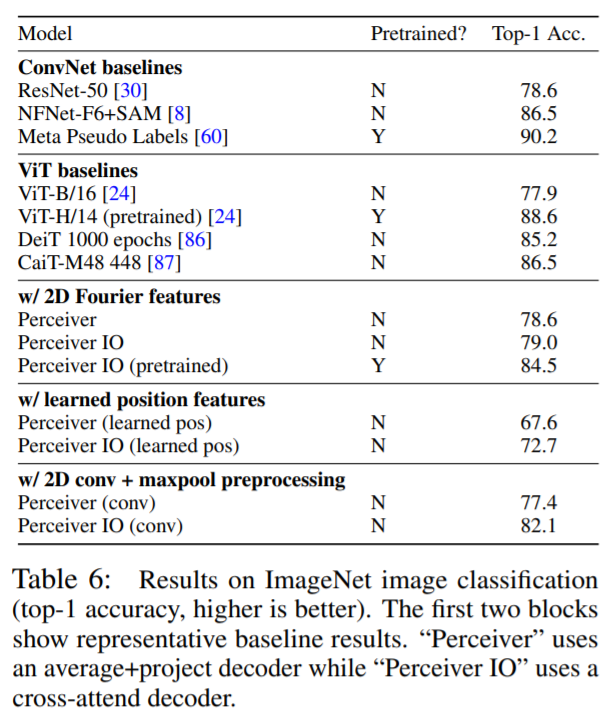 Model Pretrained? Top-1 Acc.
ConvNet baselines
ResNet-50 [30] N 78.6
NFNet-F6+SAM [8] N 86.5
Meta Pseudo Labels [60] Y 90.2
ViT baselines
ViT-B/16 [24] N 77.9
ViT-H/14 (pretrained) [24] Y 88.6
DeiT 1000 epochs [86] N 85.2
CaiT-M48 448 [87] N 86.5
w/ 2D Fourier features
Perceiver N 78.6
Perceiver IO N 79.0
Perceiver IO (pretrained) Y 84.5
w/ learned position features
Perceiver (learned pos) N 67.6
Perceiver IO (learned pos) N 72.7
w/ 2D conv + maxpool preprocessing
Perceiver (conv) N 77.4
Perceiver IO (conv) N 82.1
Table 6: Results on ImageNet image classification
(top-1 accuracy, higher is better). The first two blocks
show representative baseline results. “Perceiver” uses
an average+project decoder while “Perceiver IO” uses a
cross-attend decoder.